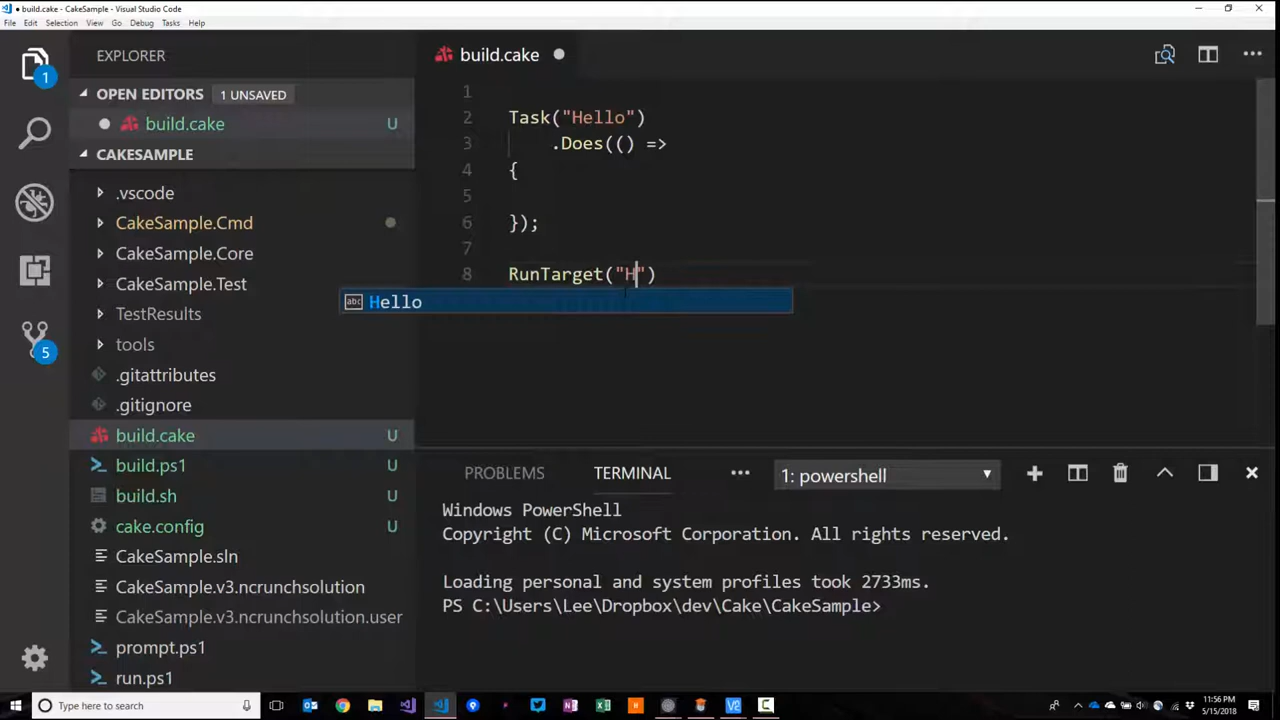 build.cake - CakeSample - Visual Studio Code
File Edit Selection View Go Debug Tasks Help
EXPLORER
OPEN EDITORS 1 UNSAVED
build.cake U
CAKESAMPLE
.vscode
CakeSample.Cmd
CakeSample.Core
CakeSample.Test
TestResults
tools
.gitattributes
.gitignore
build.cake U
build.ps1 U
build.sh U
cake.config U
CakeSample.sln
CakeSample.v3.ncrunchsolution
CakeSample.v3.ncrunchsolution.user
prompt.ps1
run.ps1
1
5
build.cake
1
2 Task("Hello")
3 .Does(() =>
4 {
5
6 });
7
8 RunTarget("H")
Hello
PROBLEMS TERMINAL ... 1: powershell
Windows PowerShell
Copyright (C) Microsoft Corporation. All rights reserved.
Loading personal and system profiles took 2733ms.
PS C:\Users\Lee\Dropbox\dev\Cake\CakeSample>
Type here to search
11:56 PM
5/15/2018